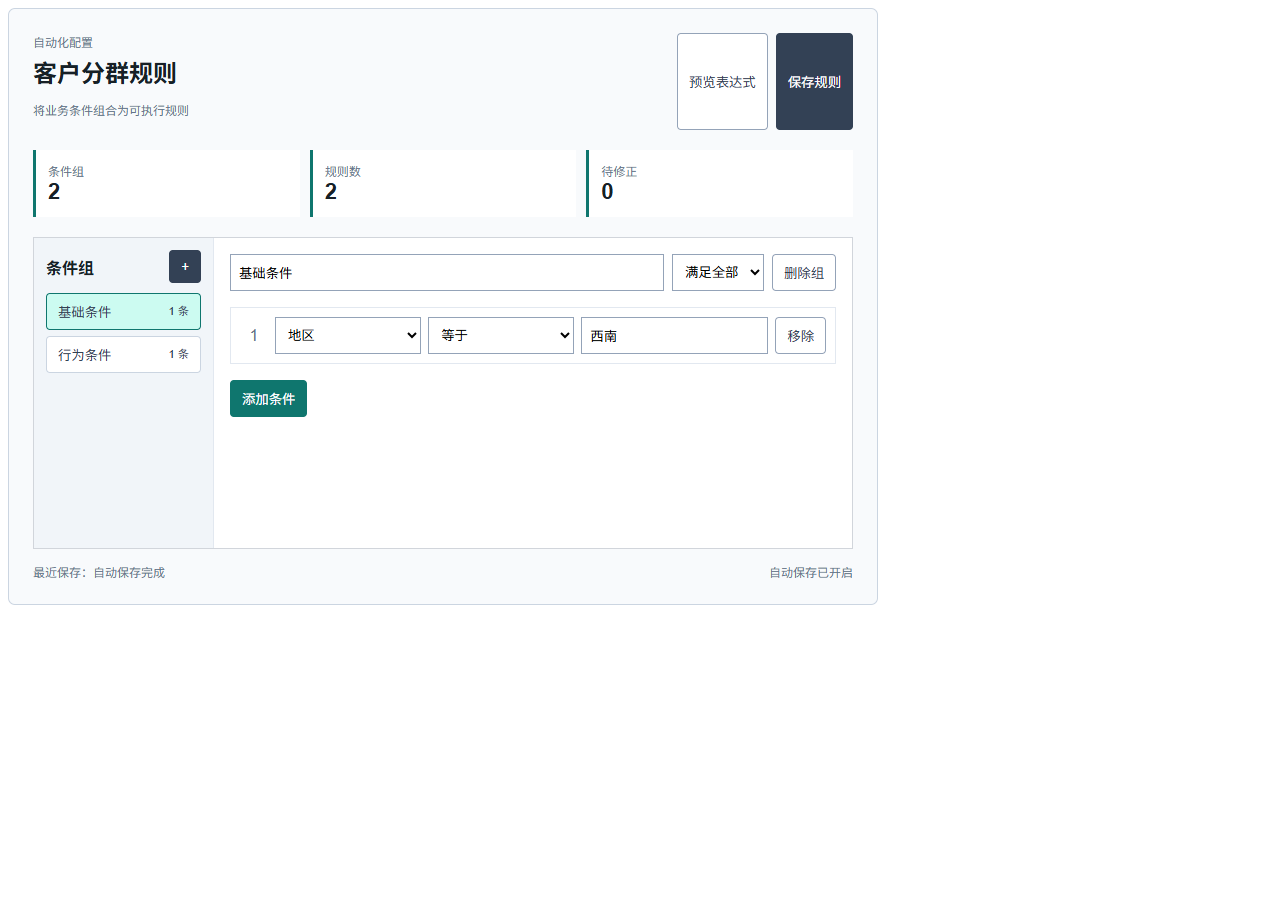 自动化配置
客户分群规则
将业务条件组合为可执行规则
预览表达式
保存规则
条件组
2
规则数
2
待修正
0
条件组
+
基础条件 1 条
行为条件 1 条
基础条件 满足全部 删除组
1 地区 等于 西南 移除
添加条件
最近保存：自动保存完成
自动保存已开启